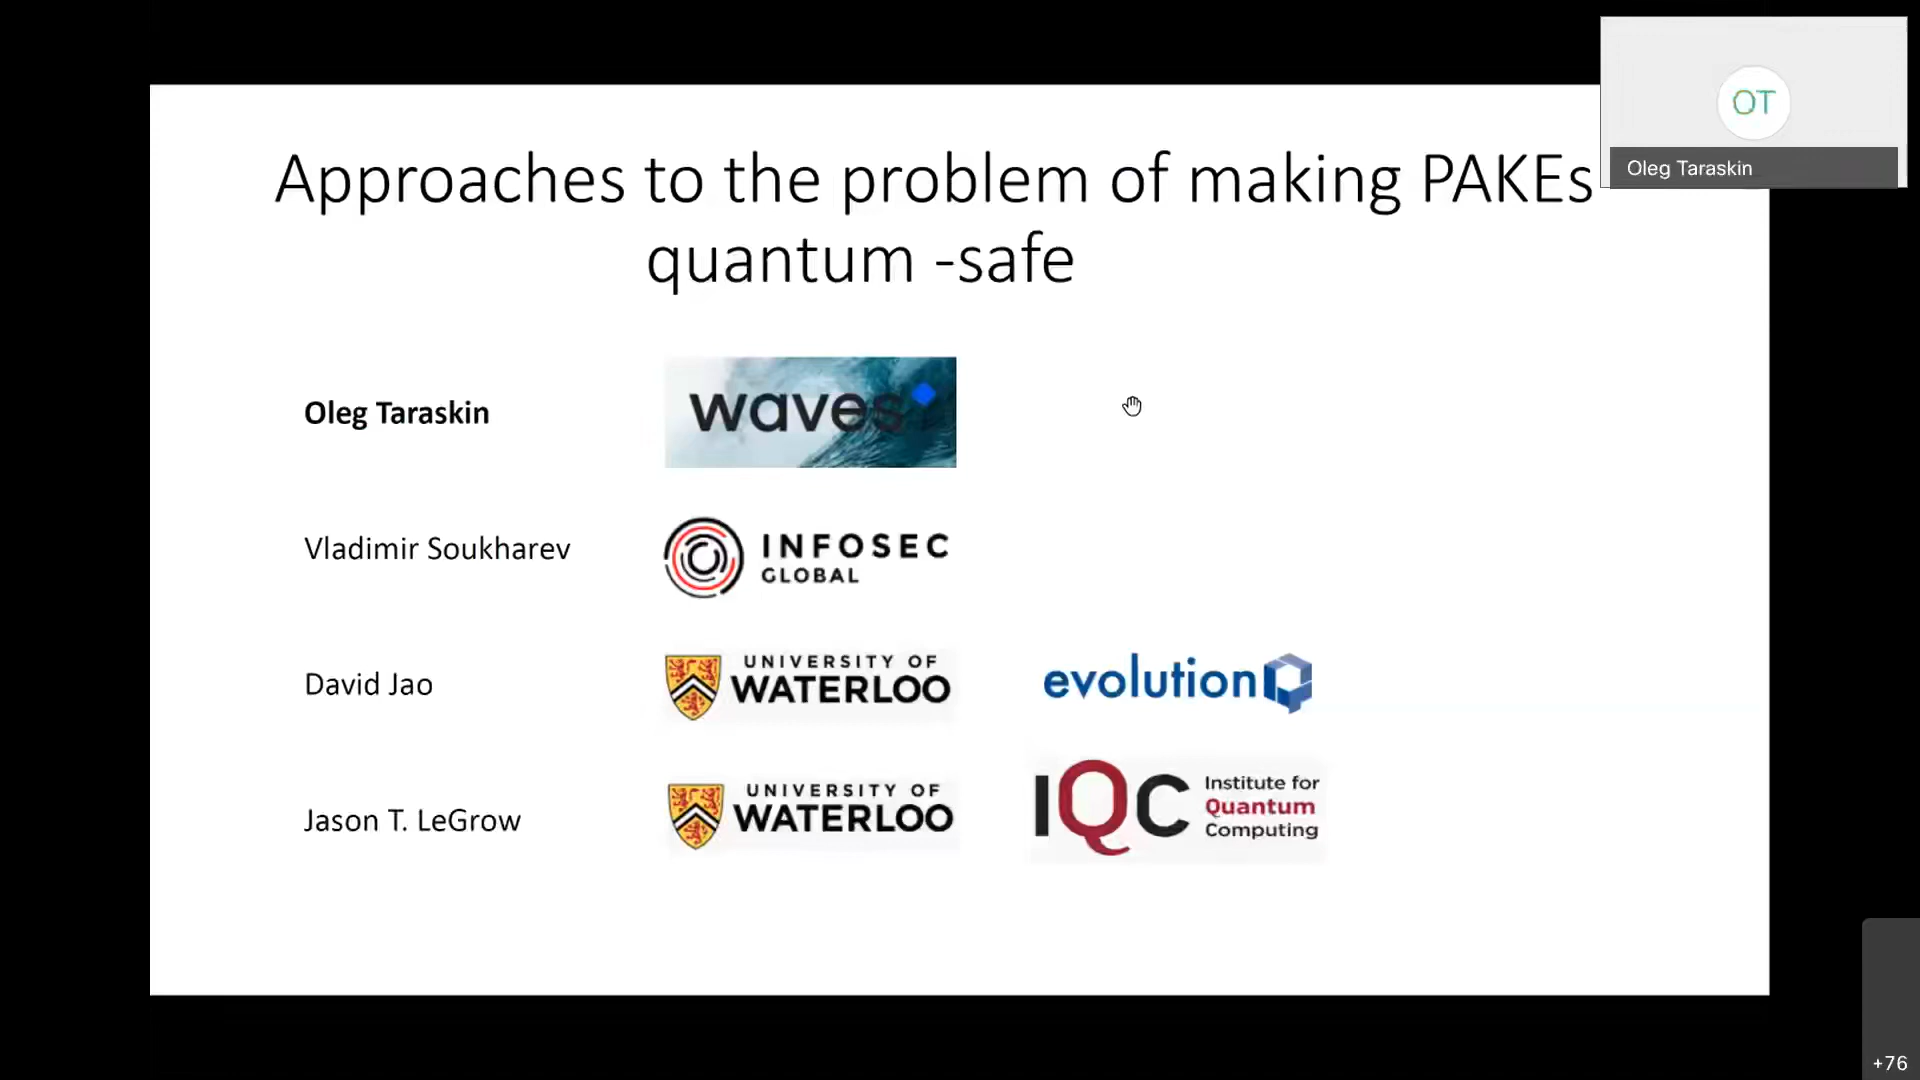 Approaches to the problem of making PAKEs
quantum -safe
OT
Oleg Taraskin
Oleg Taraskin
waves
Vladimir Soukharev
INFOSEC
GLOBAL
David Jao
UNIVERSITY OF
WATERLOO
evolutionQ
Jason T. LeGrow
UNIVERSITY OF
WATERLOO
IQC
Institute for
Quantum
Computing
+76